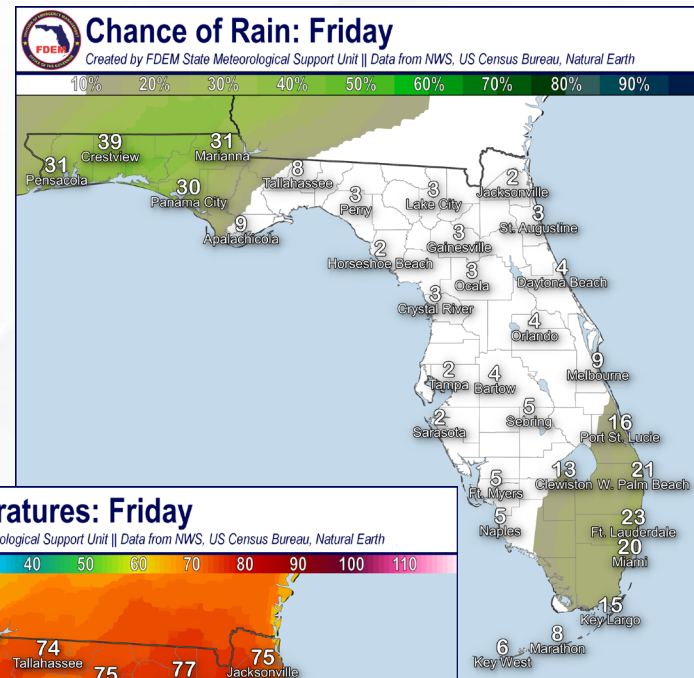 FDEM
Chance of Rain: Friday
Created by FDEM State Meteorological Support Unit || Data from NWS, US Census Bureau, Natural Earth
10% 20% 30% 40% 50% 60% 70% 80% 90%
39
Crestview
31
Marianna
31
Pensacola
30
Panama City
8
Tallahassee
9
Apalachicola
3
Perry
3
Lake City
2
Jacksonville
3
St. Augustine
3
Gainesville
2
Horseshoe Beach
3
Ocala
4
Daytona Beach
3
Crystal River
4
Orlando
9
Melbourne
2
Tampa
4
Bartow
5
Sebring
2
Sarasota
16
Port St. Lucie
13
Clewiston
21
W. Palm Beach
5
Ft. Myers
5
Naples
23
Ft. Lauderdale
20
Miami
15
Key Largo
8
Marathon
6
Key West
ratures: Friday
ological Support Unit || Data from NWS, US Census Bureau, Natural Earth
40 50 60 70 80 90 100 110
74
Tallahassee
75
77
75
Jacksonville